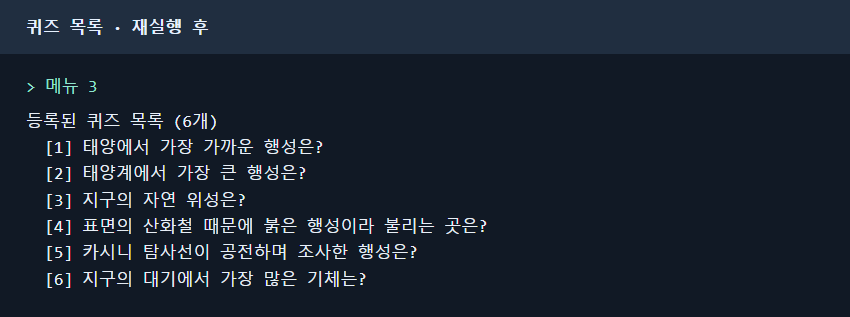 퀴즈 목록 · 재실행 후
> 메뉴 3
등록된 퀴즈 목록 (6개)
[1] 태양에서 가장 가까운 행성은?
[2] 태양계에서 가장 큰 행성은?
[3] 지구의 자연 위성은?
[4] 표면의 산화철 때문에 붉은 행성이라 불리는 곳은?
[5] 카시니 탐사선이 공전하며 조사한 행성은?
[6] 지구의 대기에서 가장 많은 기체는?